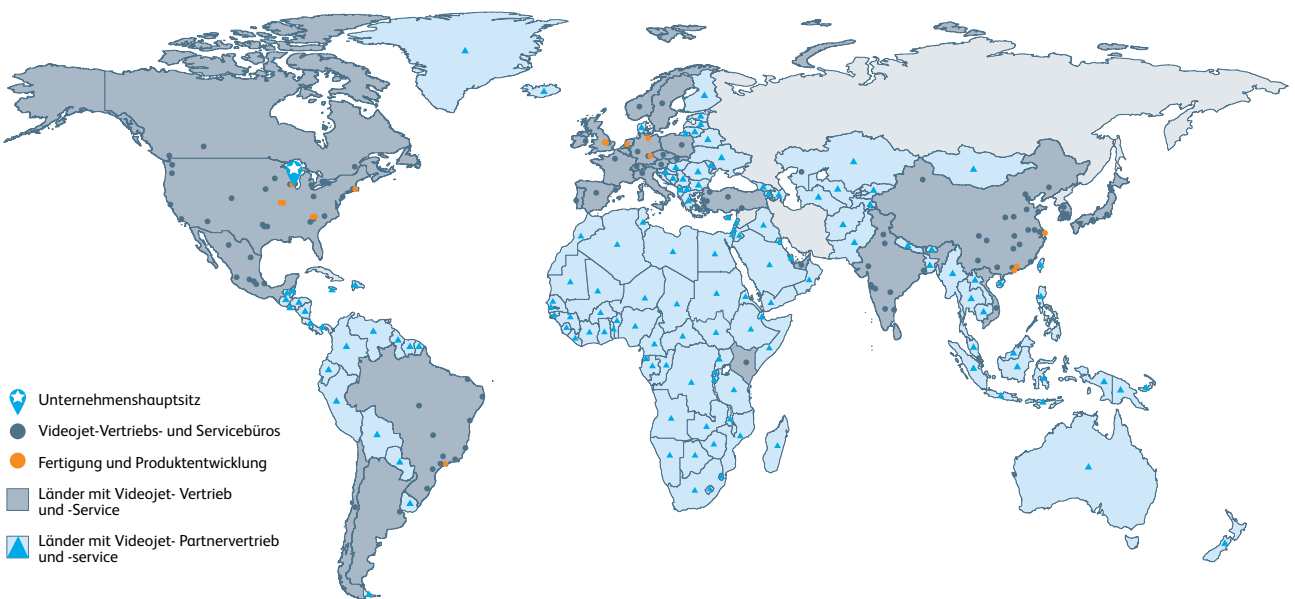 Unternehmenshauptsitz
Videojet-Vertriebs- und Servicebüros
Fertigung und Produktentwicklung
Länder mit Videojet- Vertrieb
und -Service
Länder mit Videojet- Partnervertrieb
und -service